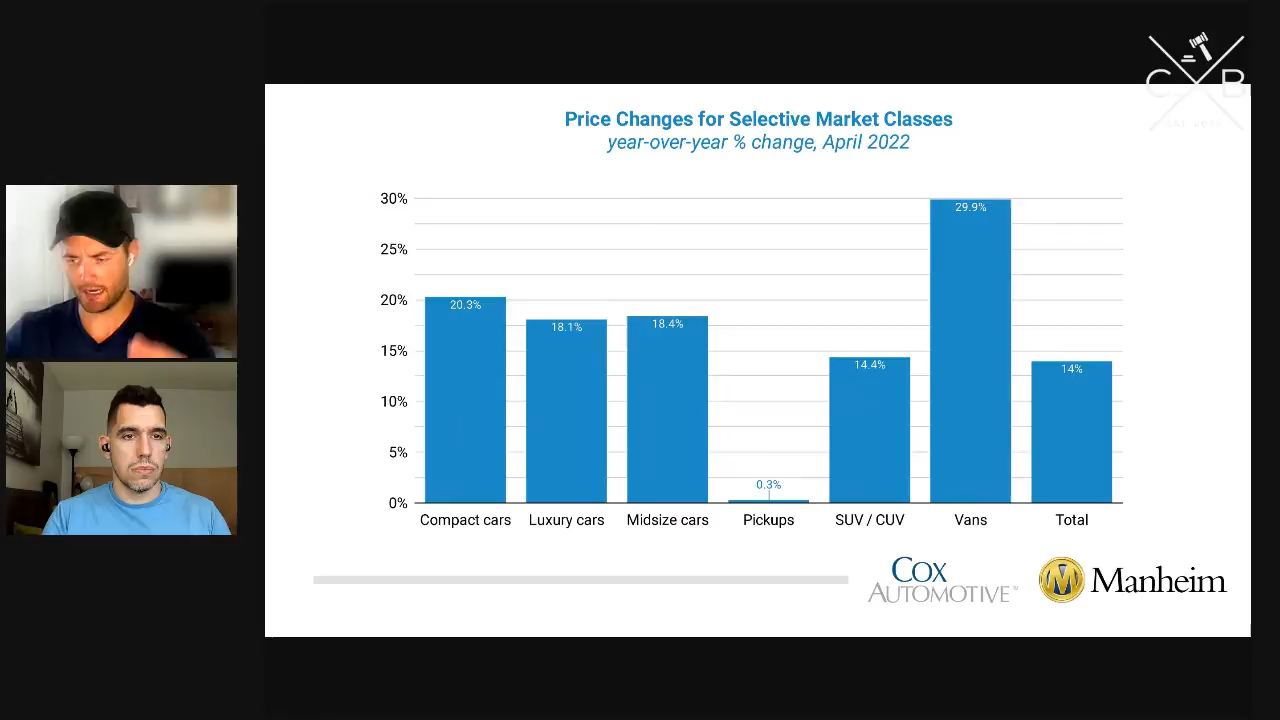 C B
Price Changes for Selective Market Classes
year-over-year % change, April 2022
30%
25%
20%
15%
10%
5%
0%
20.3%
18.1%
18.4%
0.3%
14.4%
29.9%
14%
Compact cars
Luxury cars
Midsize cars
Pickups
SUV / CUV
Vans
Total
COX
AUTOMOTIVE™
Manheim